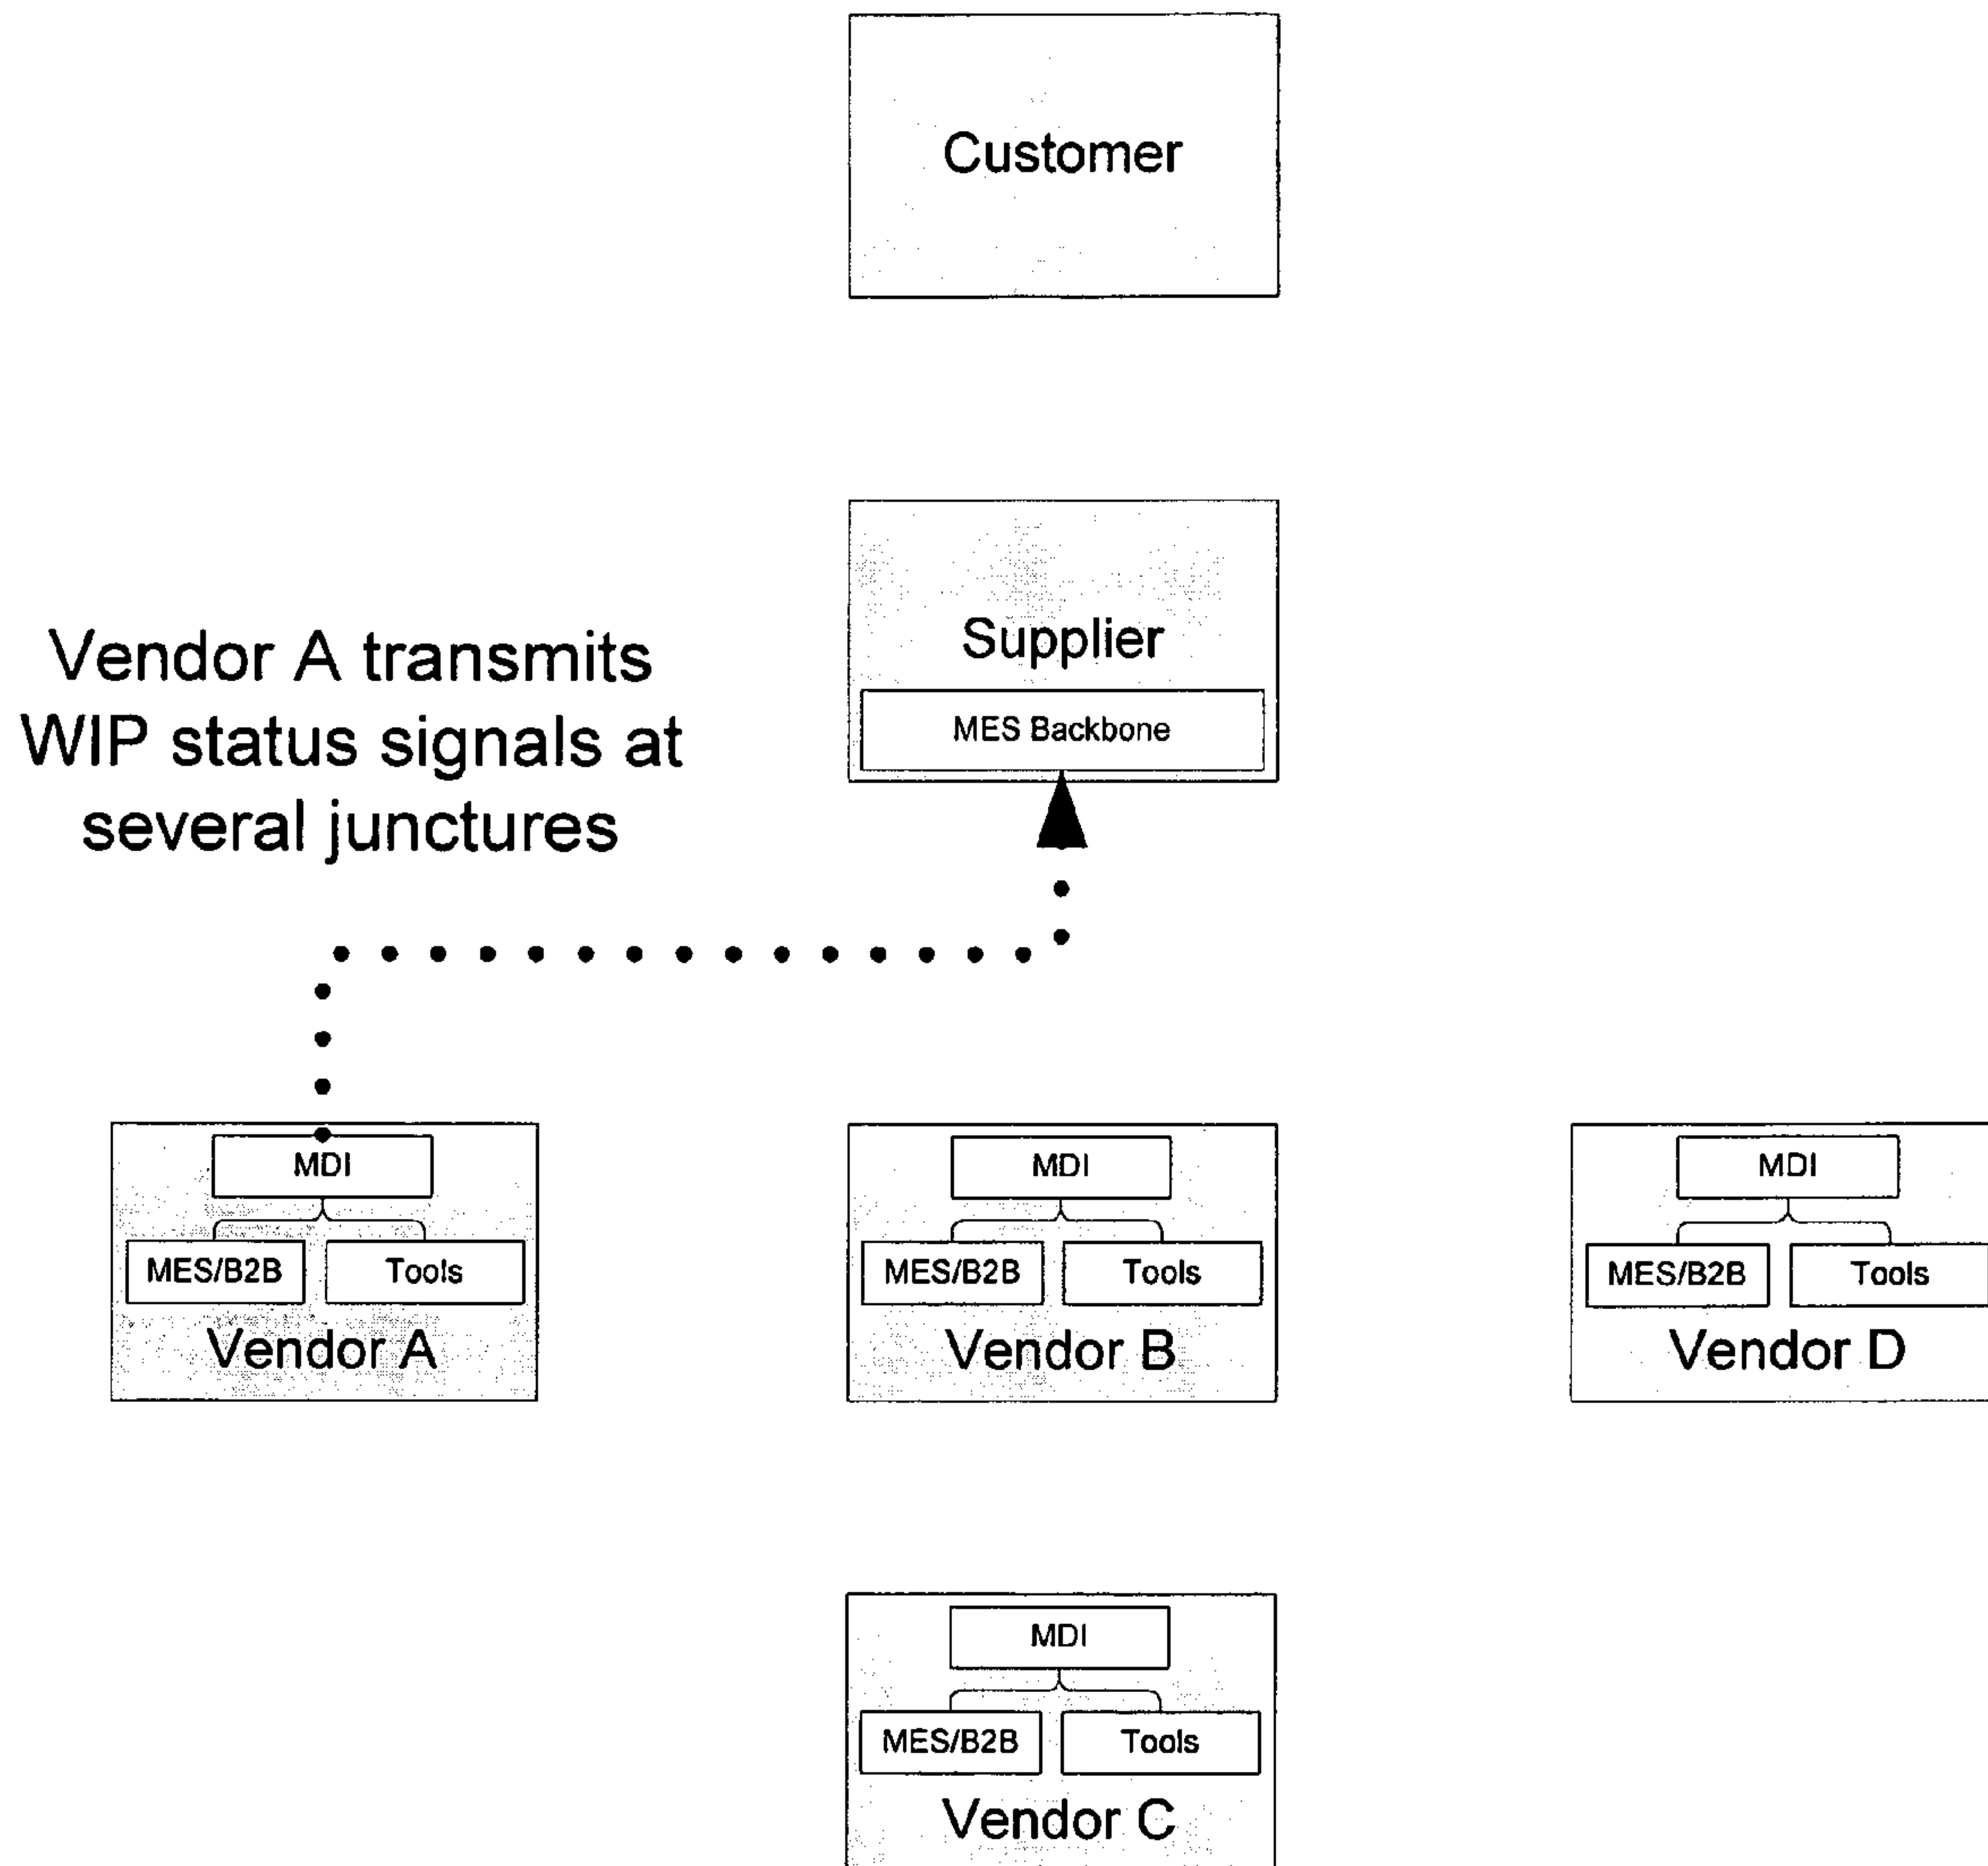 Customer
Supplier
MES Backbone
Vendor A transmits
WIP status signals at
several junctures
MDI
MES/B2B
Tools
Vendor A
MDI
MES/B2B
Tools
Vendor B
MDI
MES/B2B
Tools
Vendor D
MDI
MES/B2B
Tools
Vendor C